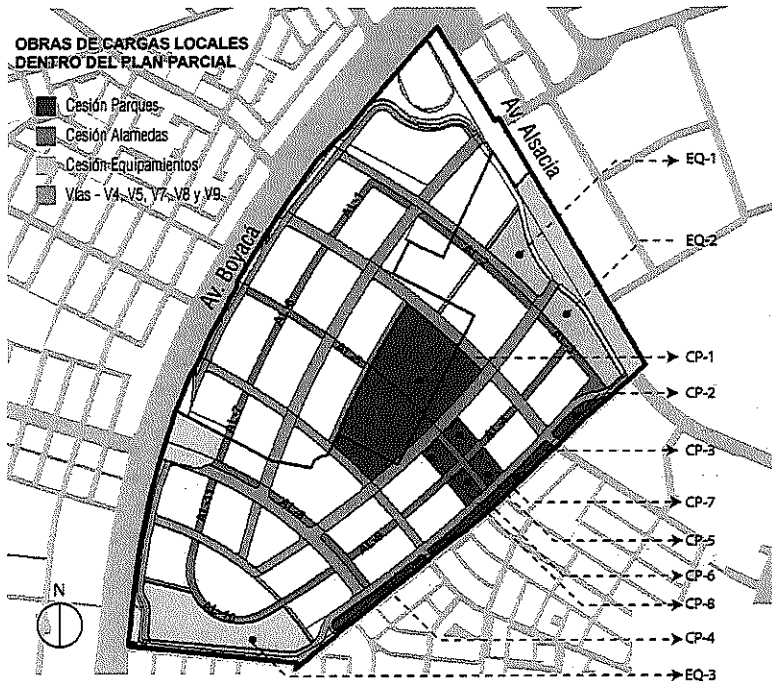 OBRAS DE CARGAS LOCALES
DENTRO DEL PLAN PARCIAL
Cesión Parques
Cesión Alamedas
Cesión Equipamientos
Vías - V4, V5, V7, V8 y V9
Av. Boyacá
Av. Alsacia
EQ-1
EQ-2
CP-1
CP-2
CP-3
CP-7
CP-5
CP-6
CP-8
CP-4
EQ-3
N
AL-11